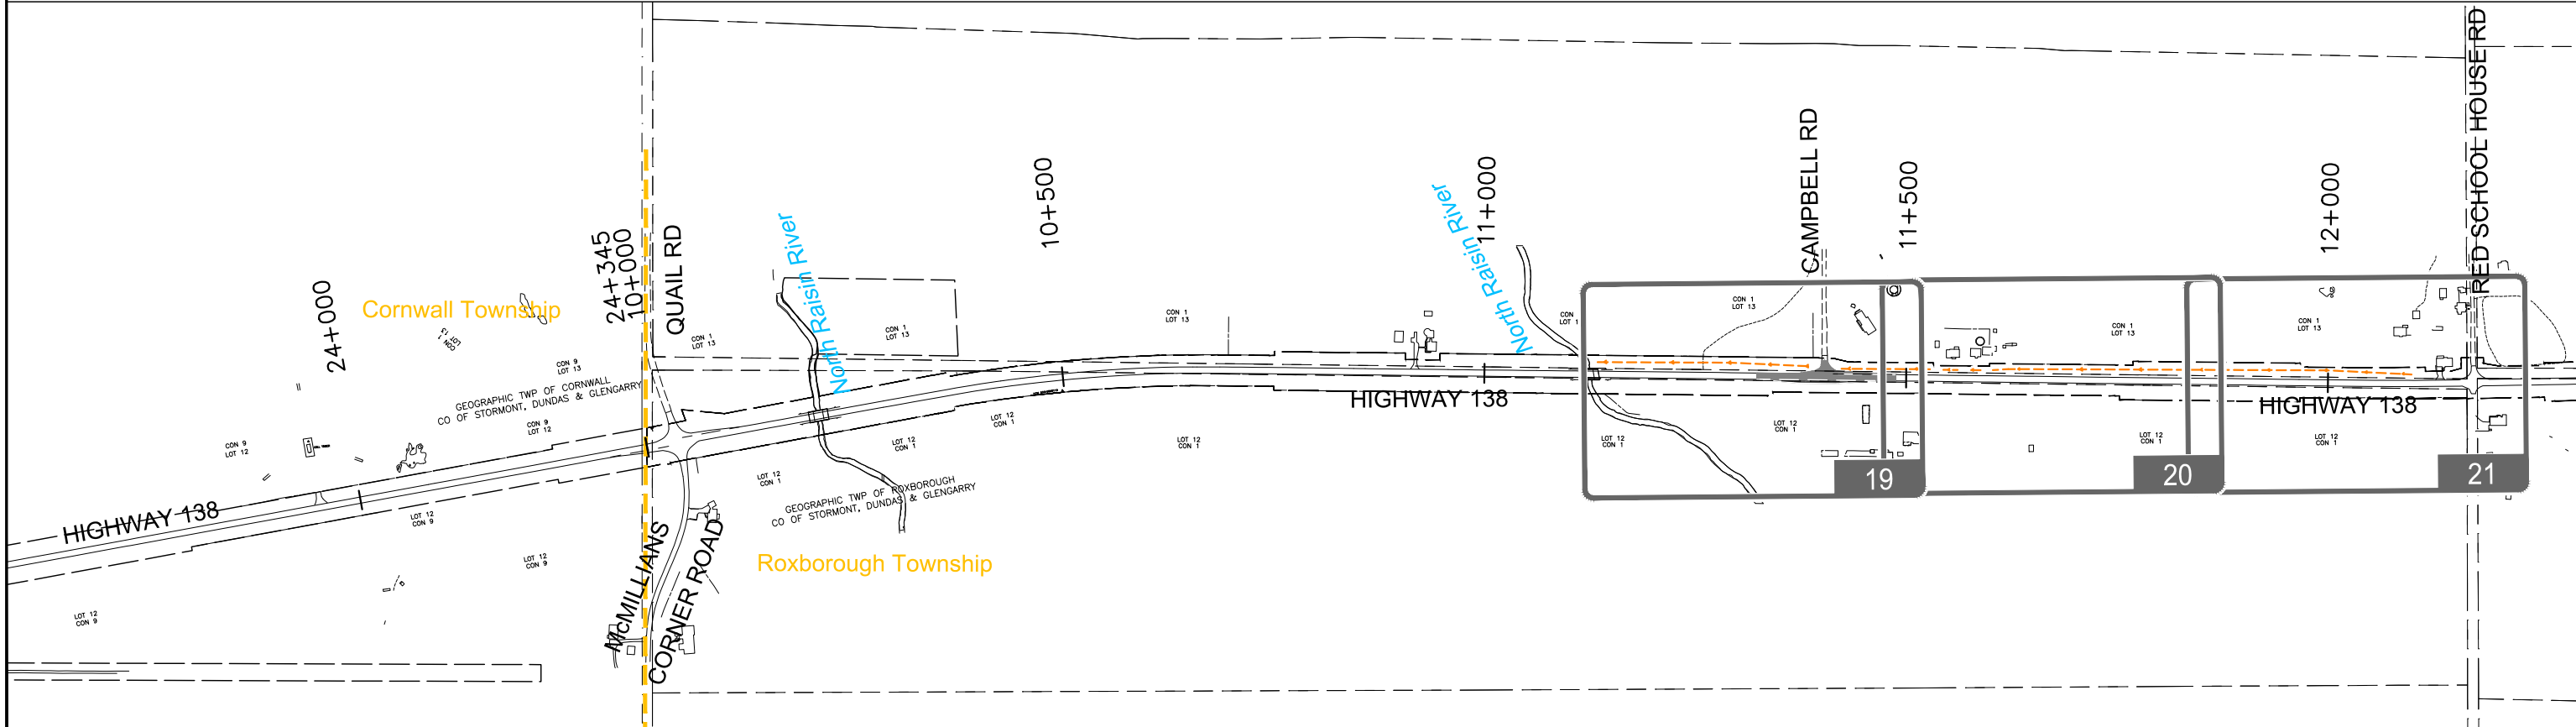 RED SCHOOL HOUSE RD
CAMPBELL RD
10+500
11+000
11+500
12+000
North Raisin River
North Raisin River
24+345
10+000
QUAIL RD
24+000
Cornwall Township
CON 1
LOT 13
CON 9
LOT 13
CON 1
LOT 13
CON 1
LOT 13
CON 1
LOT 13
CON
LOT 1
CON 1
LOT 13
CON 1
LOT 13
CON 1
LOT 13
GEOGRAPHIC TWP OF CORNWALL
CO OF STORMONT, DUNDAS & GLENGARRY
HIGHWAY 138
HIGHWAY 138
CON 9
LOT 12
CON 9
LOT 12
LOT 12
CON 1
LOT 12
CON 1
LOT 12
CON 1
LOT 12
CON 1
LOT 12
CON 1
LOT 12
CON 1
LOT 12
CON 1
LOT 12
CON 1
19
20
21
GEOGRAPHIC TWP OF ROXBOROUGH
CO OF STORMONT, DUNDAS & GLENGARRY
HIGHWAY 138
LOT 12
CON 9
LOT 12
CON 9
LOT 12
CON 9
Roxborough Township
McMILLIANS
CORNER ROAD